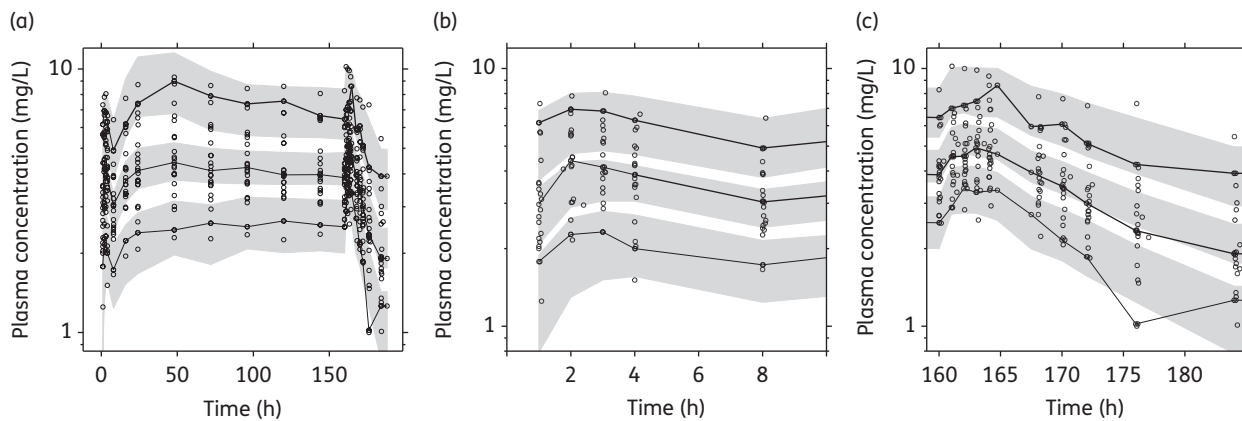 (a)
Plasma concentration (mg/L)
10
1
0 50 100 150
Time (h)
(b)
Plasma concentration (mg/L)
10
1
2 4 6 8
Time (h)
(c)
Plasma concentration (mg/L)
10
1
160 165 170 175 180
Time (h)